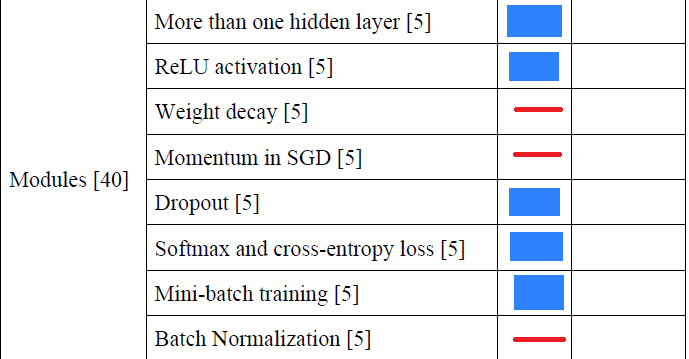 More than one hidden layer [5]
ReLU activation [5]
Weight decay [5]
Momentum in SGD [5]
Modules [40]
Dropout [5]
Softmax and cross-entropy loss [5]
Mini-batch training [5]
Batch Normalization [5]